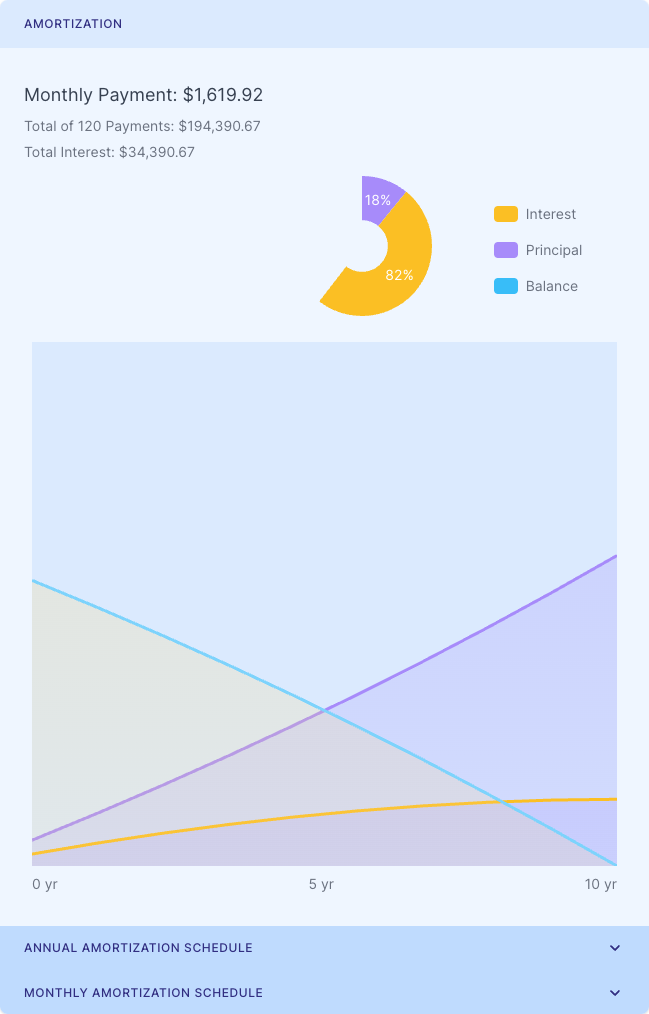 AMORTIZATION
Monthly Payment: $1,619.92
Total of 120 Payments: $194,390.67
Total Interest: $34,390.67
18%
82%
Interest
Principal
Balance
0 yr 5 yr 10 yr
ANNUAL AMORTIZATION SCHEDULE
MONTHLY AMORTIZATION SCHEDULE